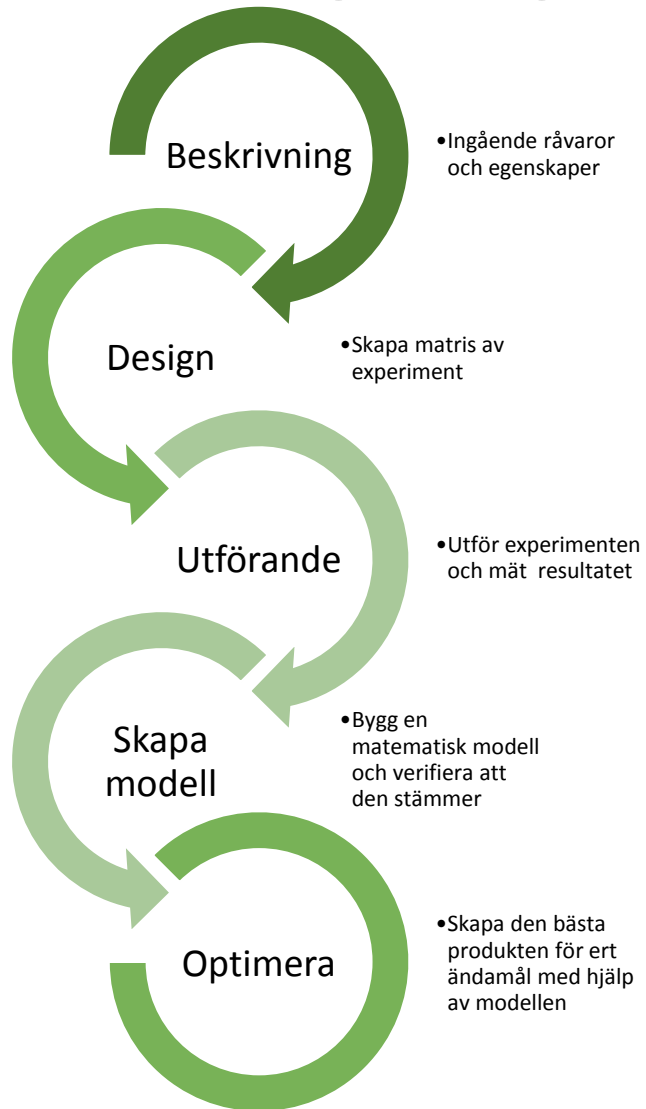 Beskrivning
•Ingående råvaror
och egenskaper
Design
•Skapa matris av
experiment
Utförande
•Utför experimenten
och mät resultatet
Skapa
modell
•Bygg en
matematisk modell
och verifiera att
den stämmer
Optimera
•Skapa den bästa
produkten för ert
ändamål med hjälp
av modellen